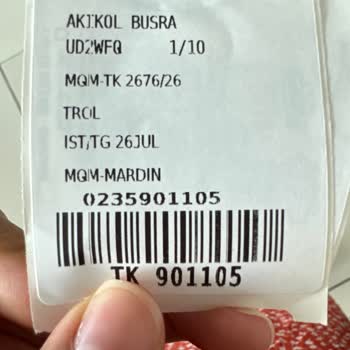 AKIKOL BUSRA
UD2WFQ 1/10
MQM-TK 2676/26
TROL
IST/TG 26JUL
MQM-MARDIN
0235901105
TK 901105